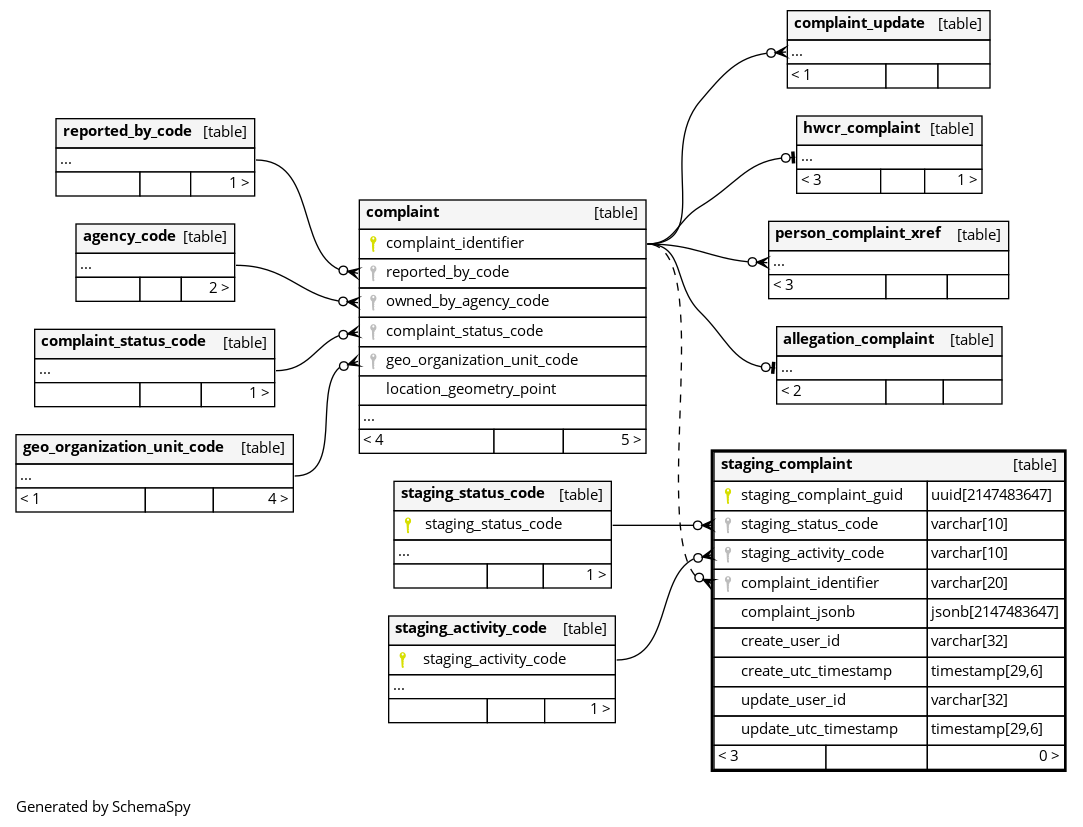 complaint_update [table]
...
< 1
reported_by_code [table]
...
1 >
hwcr_complaint [table]
...
< 3 1 >
agency_code [table]
...
2 >
complaint [table]
complaint_identifier
reported_by_code
owned_by_agency_code
complaint_status_code
geo_organization_unit_code
location_geometry_point
...
< 4 5 >
person_complaint_xref [table]
...
< 3
complaint_status_code [table]
...
1 >
allegation_complaint [table]
...
< 2
geo_organization_unit_code [table]
...
< 1 4 >
staging_status_code [table]
staging_status_code
...
1 >
staging_activity_code [table]
staging_activity_code
...
1 >
staging_complaint [table]
staging_complaint_guid uuid[2147483647]
staging_status_code varchar[10]
staging_activity_code varchar[10]
complaint_identifier varchar[20]
complaint_jsonb jsonb[2147483647]
create_user_id varchar[32]
create_utc_timestamp timestamp[29,6]
update_user_id varchar[32]
update_utc_timestamp timestamp[29,6]
< 3 0 >
Generated by SchemaSpy